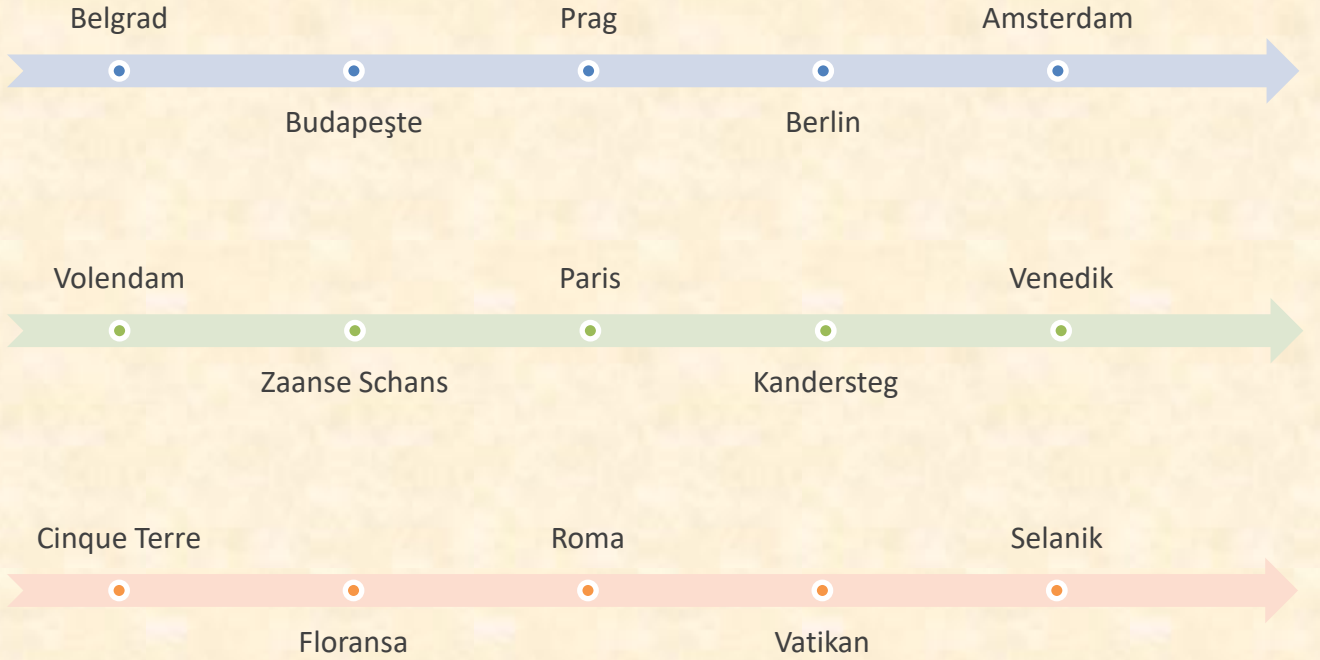 Belgrad
Prag
Amsterdam
Budapeşte
Berlin
Volendam
Paris
Venedik
Zaanse Schans
Kandersteg
Cinque Terre
Roma
Selanik
Floransa
Vatikan